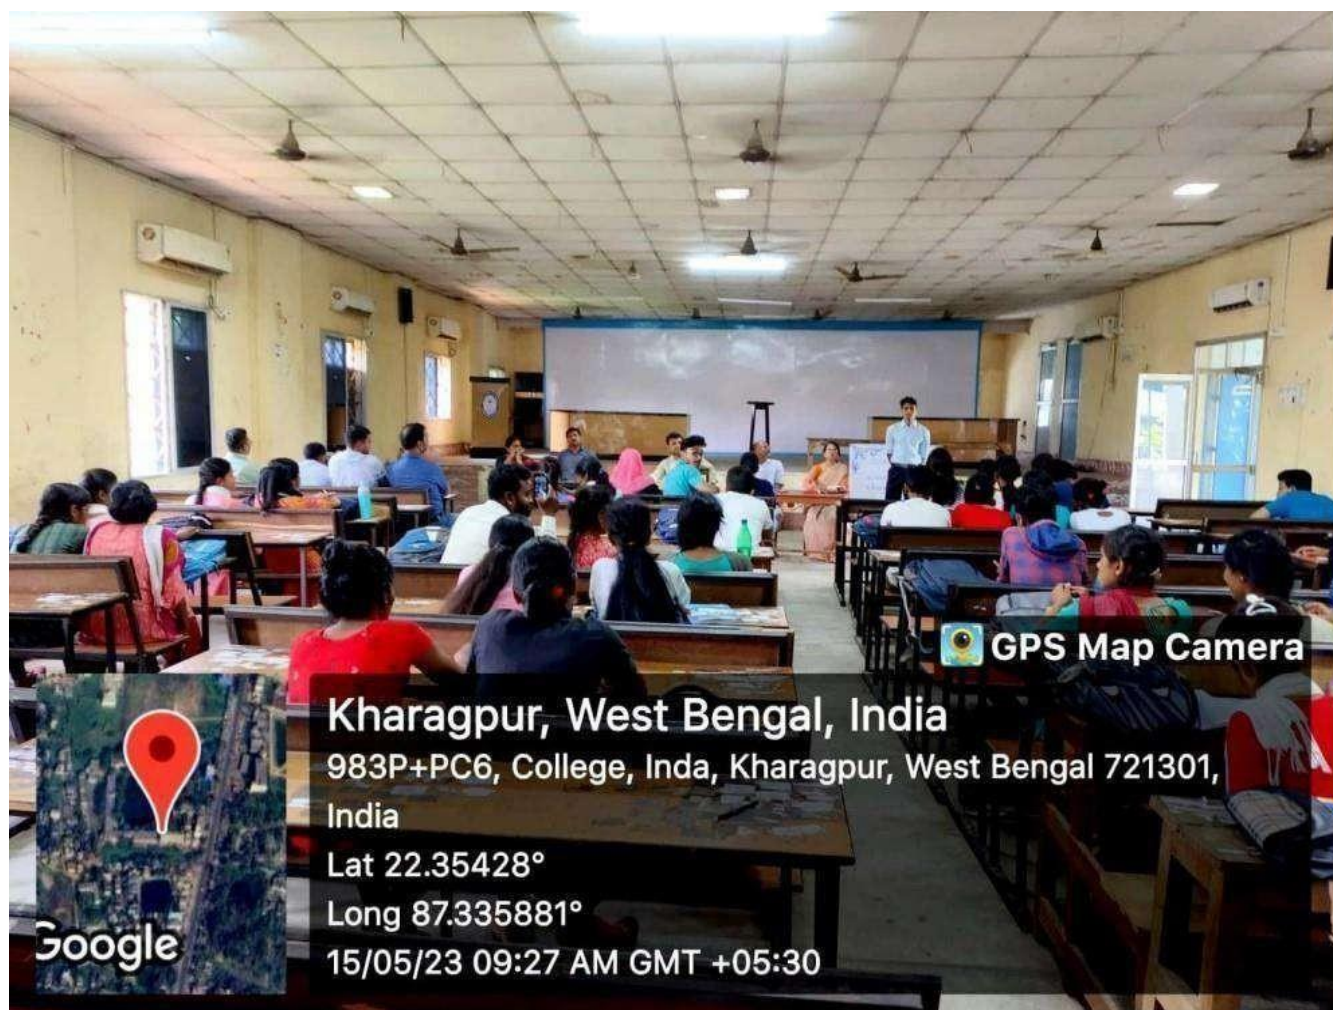 GPS Map Camera
Kharagpur, West Bengal, India
983P+PC6, College, Inda, Kharagpur, West Bengal 721301,
India
Lat 22.35428°
Long 87.335881°
15/05/23 09:27 AM GMT +05:30
Google